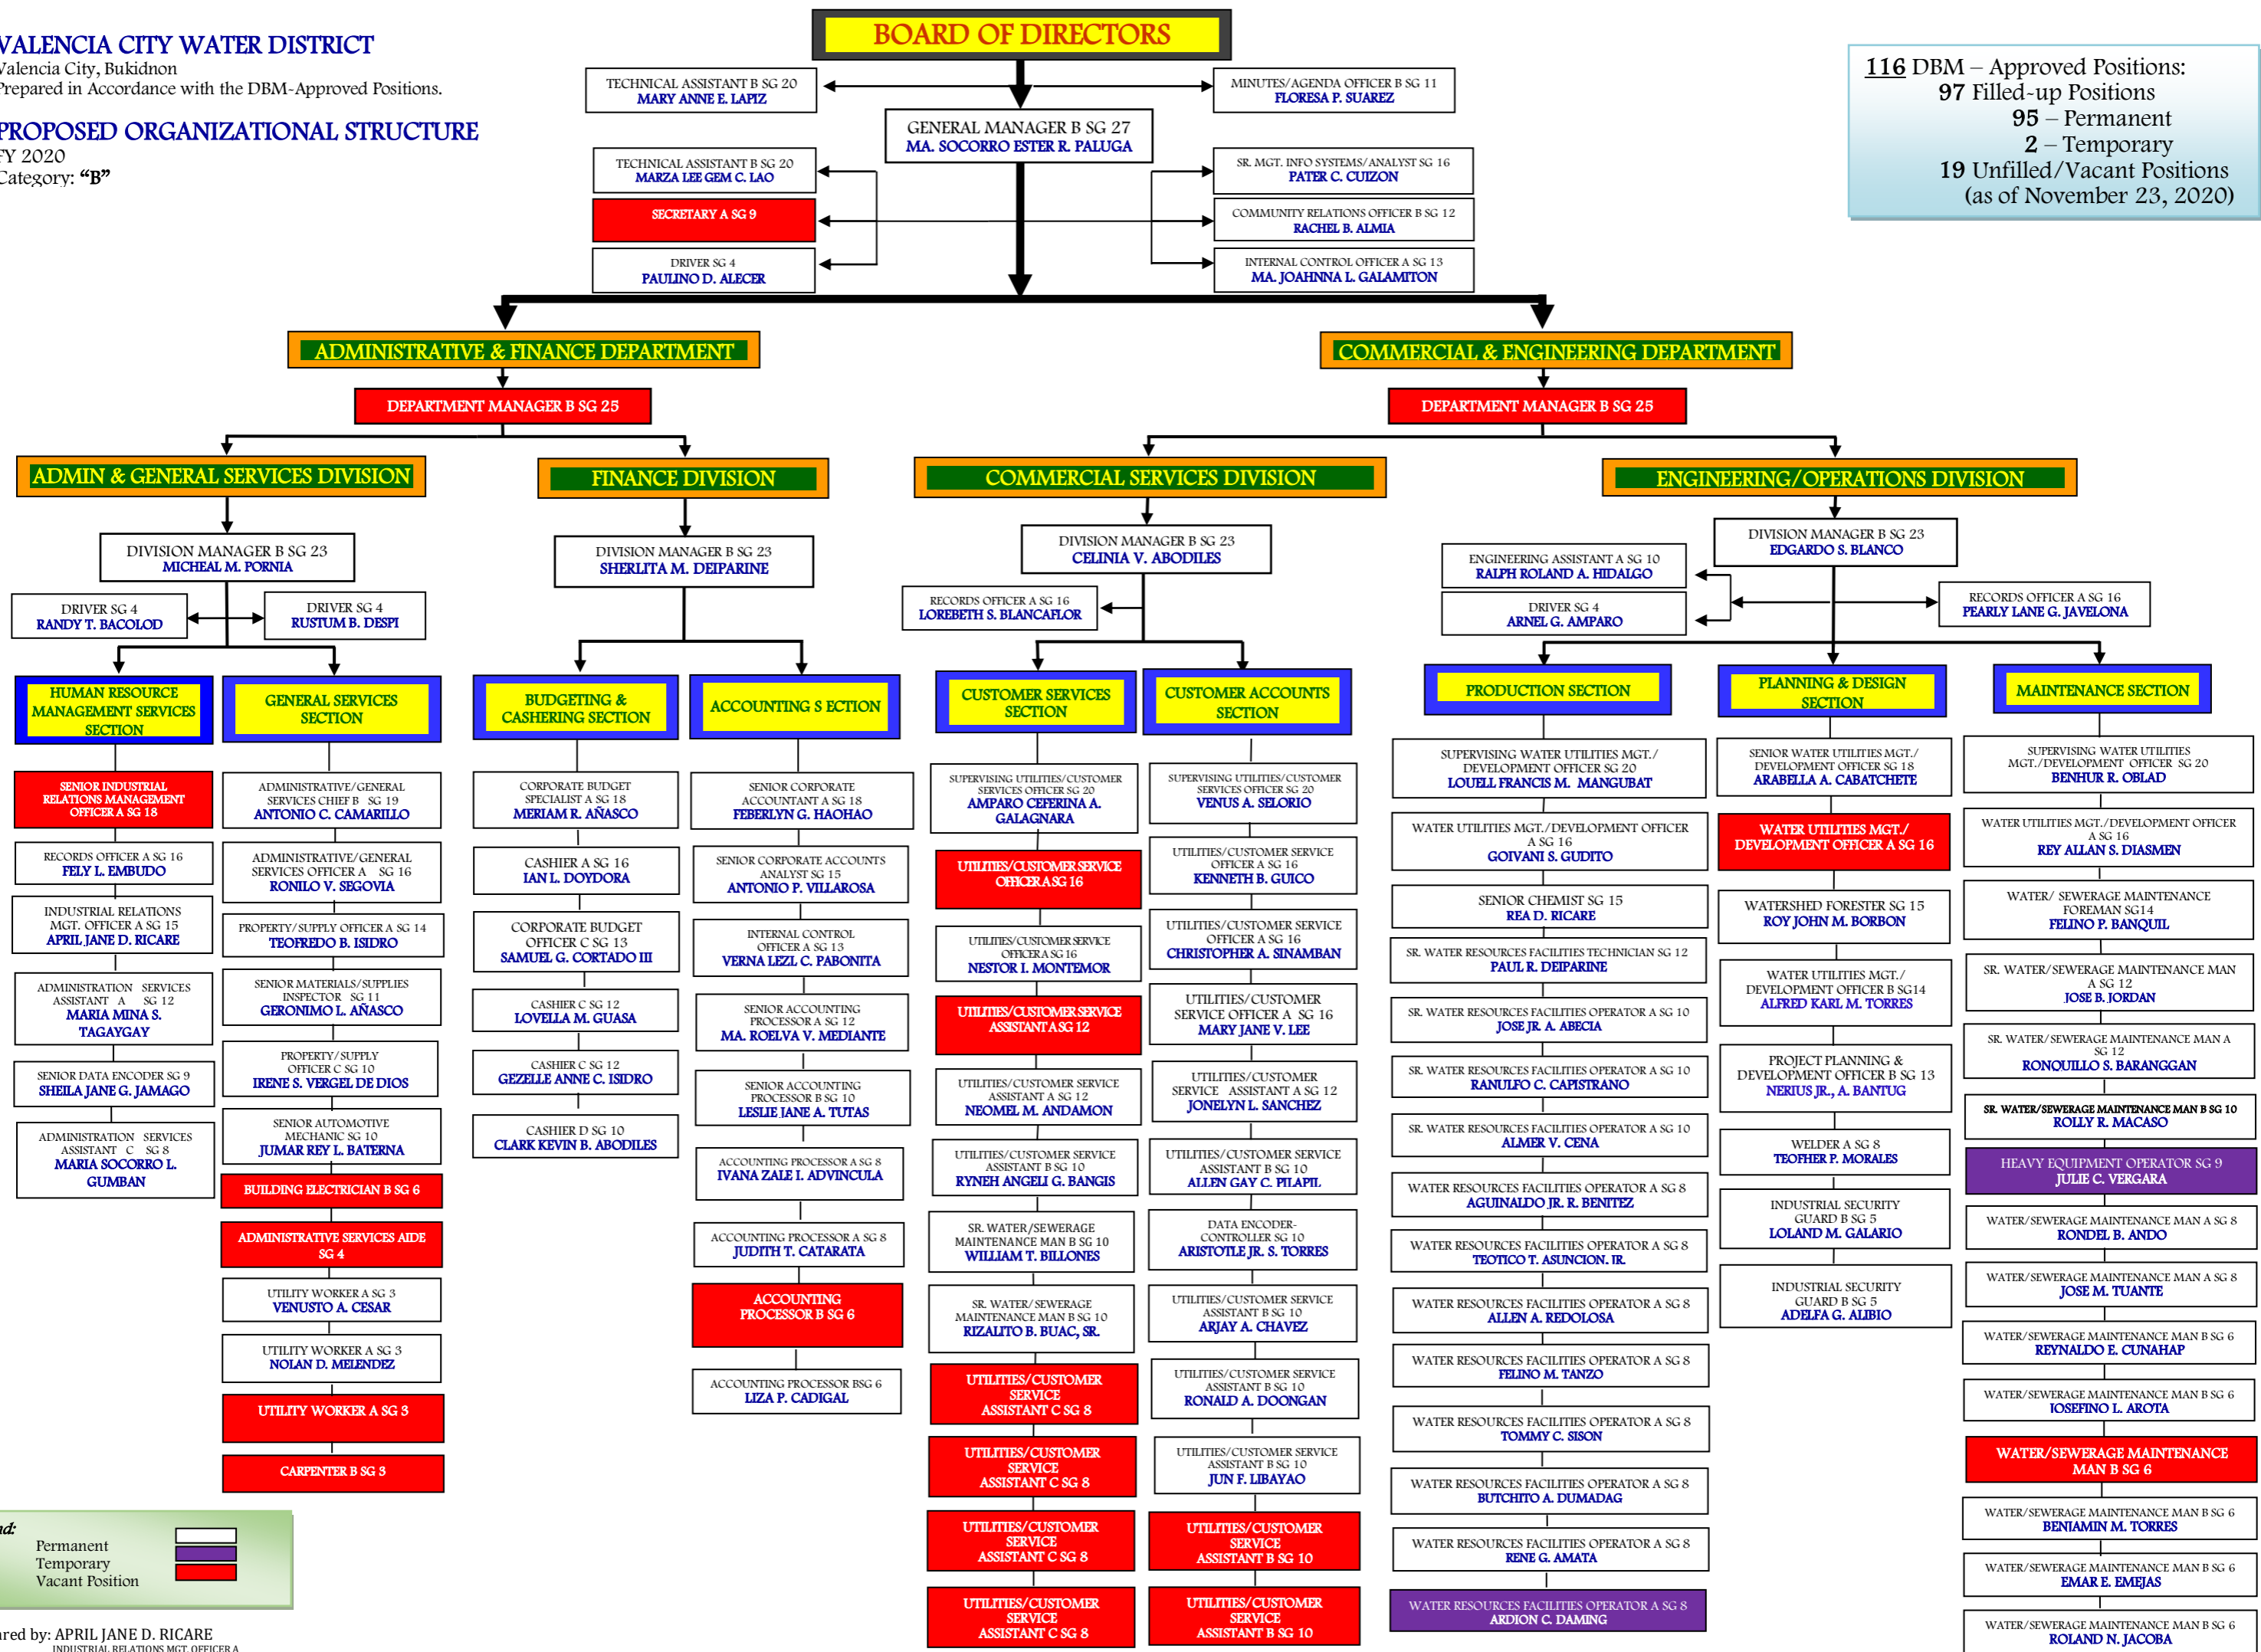 VALENCIA CITY WATER DISTRICT
Valencia City, Bukidnon
Prepared in Accordance with the DBM-Approved Positions.
PROPOSED ORGANIZATIONAL STRUCTURE
FY 2020
Category: “B”
BOARD OF DIRECTORS
116 DBM – Approved Positions:
97 Filled-up Positions
95 – Permanent
2 – Temporary
19 Unfilled/Vacant Positions
(as of November 23, 2020)
TECHNICAL ASSISTANT B SG 20
MARY ANNE E. LAPIZ
MINUTES/AGENDA OFFICER B SG 11
FLORESA P. SUAREZ
GENERAL MANAGER B SG 27
MA. SOCORRO ESTER R. PALUGA
TECHNICAL ASSISTANT B SG 20
MARZA LEE GEM C. LAO
SECRETARY A SG 9
DRIVER SG 4
PAULINO D. ALECER
SR. MGT. INFO SYSTEMS/ANALYST SG 16
PATER C. CUIZON
COMMUNITY RELATIONS OFFICER B SG 12
RACHEL B. ALMIA
INTERNAL CONTROL OFFICER A SG 13
MA. JOAHNNA L. GALAMITON
ADMINISTRATIVE & FINANCE DEPARTMENT
DEPARTMENT MANAGER B SG 25
COMMERCIAL & ENGINEERING DEPARTMENT
DEPARTMENT MANAGER B SG 25
ADMIN & GENERAL SERVICES DIVISION
DIVISION MANAGER B SG 23
MICHEAL M. PORNIA
DRIVER SG 4
RANDY T. BACOLOD
DRIVER SG 4
RUSTUM B. DESPI
FINANCE DIVISION
DIVISION MANAGER B SG 23
SHERLITA M. DEIPARINE
COMMERCIAL SERVICES DIVISION
DIVISION MANAGER B SG 23
CELINIA V. ABODILES
RECORDS OFFICER A SG 16
LOREBETH S. BLANCAFLOR
ENGINEERING/OPERATIONS DIVISION
DIVISION MANAGER B SG 23
EDGARDO S. BLANCO
ENGINEERING ASSISTANT A SG 10
RALPH ROLAND A. HIDALGO
DRIVER SG 4
ARNEL G. AMPARO
RECORDS OFFICER A SG 16
PEARLY LANE G. JAVELONA
HUMAN RESOURCE
MANAGEMENT SERVICES
SECTION
SENIOR INDUSTRIAL
RELATIONS MANAGEMENT
OFFICER A SG 18
RECORDS OFFICER A SG 16
FELY L. EMBUDO
INDUSTRIAL RELATIONS
MGT. OFFICER A SG 15
APRIL JANE D. RICARE
ADMINISTRATION SERVICES
ASSISTANT A SG 12
MARIA MINA S.
TAGAYGAY
SENIOR DATA ENCODER SG 9
SHEILA JANE G. JAMAGO
ADMINISTRATION SERVICES
ASSISTANT C SG 8
MARIA SOCORRO L.
GUMBAN
GENERAL SERVICES
SECTION
ADMINISTRATIVE/GENERAL
SERVICES CHIEF B SG 19
ANTONIO C. CAMARILLO
ADMINISTRATIVE/GENERAL
SERVICES OFFICER A SG 16
RONILO V. SEGOVIA
PROPERTY/SUPPLY OFFICER A SG 14
TEOFREDO B. ISIDRO
SENIOR MATERIALS/SUPPLIES
INSPECTOR SG 11
GERONIMO L. AÑASCO
PROPERTY/SUPPLY
OFFICER C SG 10
IRENE S. VERGEL DE DIOS
SENIOR AUTOMOTIVE
MECHANIC SG 10
JUMAR REY L. BATERNA
BUILDING ELECTRICIAN B SG 6
ADMINISTRATIVE SERVICES AIDE
SG 4
UTILITY WORKER A SG 3
VENUSTO A. CESAR
UTILITY WORKER A SG 3
NOLAN D. MELENDEZ
UTILITY WORKER A SG 3
CARPENTER B SG 3
BUDGETING &
CASHERING SECTION
CORPORATE BUDGET
SPECIALIST A SG 18
MERIAM R. AÑASCO
CASHIER A SG 16
IAN L. DOYDORA
CORPORATE BUDGET
OFFICER C SG 13
SAMUEL G. CORTADO III
CASHIER C SG 12
LOVELLA M. GUASA
CASHIER C SG 12
GEZELLE ANNE C. ISIDRO
CASHIER D SG 10
CLARK KEVIN B. ABODILES
ACCOUNTING S ECTION
SENIOR CORPORATE
ACCOUNTANT A SG 18
FEBERLYN G. HAOHAO
SENIOR CORPORATE ACCOUNTS
ANALYST SG 15
ANTONIO P. VILLAROSA
INTERNAL CONTROL
OFFICER A SG 13
VERNA LEZL C. PABONITA
SENIOR ACCOUNTING
PROCESSOR A SG 12
MA. ROELVA V. MEDIANTE
SENIOR ACCOUNTING
PROCESSOR B SG 10
LESLIE JANE A. TUTAS
ACCOUNTING PROCESSOR A SG 8
IVANA ZALE I. ADVINCULA
ACCOUNTING PROCESSOR A SG 8
JUDITH T. CATARATA
ACCOUNTING
PROCESSOR B SG 6
ACCOUNTING PROCESSOR BSG 6
LIZA P. CADIGAL
CUSTOMER SERVICES
SECTION
SUPERVISING UTILITIES/CUSTOMER
SERVICES OFFICER SG 20
AMPARO CEFERINA A.
GALAGNARA
UTILITIES/CUSTOMER SERVICE
OFFICER A SG 16
UTILITIES/CUSTOMER SERVICE
OFFICER A SG 16
NESTOR I. MONTEMOR
UTILITIES/CUSTOMER SERVICE
ASSISTANT A SG 12
UTILITIES/CUSTOMER SERVICE
ASSISTANT A SG 12
NEOMEL M. ANDAMON
UTILITIES/CUSTOMER SERVICE
ASSISTANT B SG 10
RYNEH ANGELI G. BANGIS
SR. WATER/SEWERAGE
MAINTENANCE MAN B SG 10
WILLIAM T. BILLONES
SR. WATER/SEWERAGE
MAINTENANCE MAN B SG 10
RIZALITO B. BUAC, SR.
UTILITIES/CUSTOMER
SERVICE
ASSISTANT C SG 8
UTILITIES/CUSTOMER
SERVICE
ASSISTANT C SG 8
UTILITIES/CUSTOMER
SERVICE
ASSISTANT C SG 8
UTILITIES/CUSTOMER
SERVICE
ASSISTANT C SG 8
CUSTOMER ACCOUNTS
SECTION
SUPERVISING UTILITIES/CUSTOMER
SERVICES OFFICER SG 20
VENUS A. SELORIO
UTILITIES/CUSTOMER SERVICE
OFFICER A SG 16
KENNETH B. GUICO
UTILITIES/CUSTOMER SERVICE
OFFICER A SG 16
CHRISTOPHER A. SINAMBAN
UTILITIES/CUSTOMER
SERVICE OFFICER A SG 16
MARY JANE V. LEE
UTILITIES/CUSTOMER
SERVICE ASSISTANT A SG 12
JONELYN L. SANCHEZ
UTILITIES/CUSTOMER SERVICE
ASSISTANT B SG 10
ALLEN GAY C. PILAPIL
DATA ENCODER-
CONTROLLER SG 10
ARISTOTLE JR. S. TORRES
UTILITIES/CUSTOMER SERVICE
ASSISTANT B SG 10
ARJAY A. CHAVEZ
UTILITIES/CUSTOMER SERVICE
ASSISTANT B SG 10
RONALD A. DOONGAN
UTILITIES/CUSTOMER SERVICE
ASSISTANT B SG 10
JUN F. LIBAYAO
UTILITIES/CUSTOMER
SERVICE
ASSISTANT B SG 10
UTILITIES/CUSTOMER
SERVICE
ASSISTANT B SG 10
PRODUCTION SECTION
SUPERVISING WATER UTILITIES MGT./
DEVELOPMENT OFFICER SG 20
LOUELL FRANCIS M. MANGUBAT
WATER UTILITIES MGT./DEVELOPMENT OFFICER
A SG 16
GOIVANI S. GUDITO
SENIOR CHEMIST SG 15
REA D. RICARE
SR. WATER RESOURCES FACILITIES TECHNICIAN SG 12
PAUL R. DEIPARINE
SR. WATER RESOURCES FACILITIES OPERATOR A SG 10
JOSE JR. A. ABECIA
SR. WATER RESOURCES FACILITIES OPERATOR A SG 10
RANULFO C. CAPISTRANO
SR. WATER RESOURCES FACILITIES OPERATOR A SG 10
ALMER V. CENA
WATER RESOURCES FACILITIES OPERATOR A SG 8
AGUINALDO JR. R. BENITEZ
WATER RESOURCES FACILITIES OPERATOR A SG 8
TEOTICO T. ASUNCION. JR.
WATER RESOURCES FACILITIES OPERATOR A SG 8
ALLEN A. REDOLOSA
WATER RESOURCES FACILITIES OPERATOR A SG 8
FELINO M. TANZO
WATER RESOURCES FACILITIES OPERATOR A SG 8
TOMMY C. SISON
WATER RESOURCES FACILITIES OPERATOR A SG 8
BUTCHITO A. DUMADAG
WATER RESOURCES FACILITIES OPERATOR A SG 8
RENE G. AMATA
WATER RESOURCES FACILITIES OPERATOR A SG 8
ARDION C. DAMING
PLANNING & DESIGN
SECTION
SENIOR WATER UTILITIES MGT./
DEVELOPMENT OFFICER SG 18
ARABELLA A. CABATCHETE
WATER UTILITIES MGT./
DEVELOPMENT OFFICER A SG 16
WATERSHED FORESTER SG 15
ROY JOHN M. BORBON
WATER UTILITIES MGT./
DEVELOPMENT OFFICER B SG14
ALFRED KARL M. TORRES
PROJECT PLANNING &
DEVELOPMENT OFFICER B SG 13
NERIUS JR., A. BANTUG
WELDER A SG 8
TEOFHER P. MORALES
INDUSTRIAL SECURITY
GUARD B SG 5
LOLAND M. GALARIO
INDUSTRIAL SECURITY
GUARD B SG 5
ADELFA G. ALIBIO
MAINTENANCE SECTION
SUPERVISING WATER UTILITIES
MGT./DEVELOPMENT OFFICER SG 20
BENHUR R. OBLAD
WATER UTILITIES MGT./DEVELOPMENT OFFICER
A SG 16
REY ALLAN S. DIASMEN
WATER/ SEWERAGE MAINTENANCE
FOREMAN SG14
FELINO P. BANQUIL
SR. WATER/SEWERAGE MAINTENANCE MAN
A SG 12
JOSE B. JORDAN
SR. WATER/SEWERAGE MAINTENANCE MAN A
SG 12
RONQUILLO S. BARANGGAN
SR. WATER/SEWERAGE MAINTENANCE MAN B SG 10
ROLLY R. MACASO
HEAVY EQUIPMENT OPERATOR SG 9
JULIE C. VERGARA
WATER/SEWERAGE MAINTENANCE MAN A SG 8
RONDEL B. ANDO
WATER/SEWERAGE MAINTENANCE MAN A SG 8
JOSE M. TUANTE
WATER/SEWERAGE MAINTENANCE MAN B SG 6
REYNALDO E. CUNAHAP
WATER/SEWERAGE MAINTENANCE MAN B SG 6
JOSEFINO L. AROTA
WATER/SEWERAGE MAINTENANCE
MAN B SG 6
WATER/SEWERAGE MAINTENANCE MAN B SG 6
BENJAMIN M. TORRES
WATER/SEWERAGE MAINTENANCE MAN B SG 6
EMAR E. EMEJAS
WATER/SEWERAGE MAINTENANCE MAN B SG 6
ROLAND N. JACOBA
nd:
Permanent
Temporary
Vacant Position
ared by: APRIL JANE D. RICARE
INDUSTRIAL RELATIONS MGT. OFFICER A